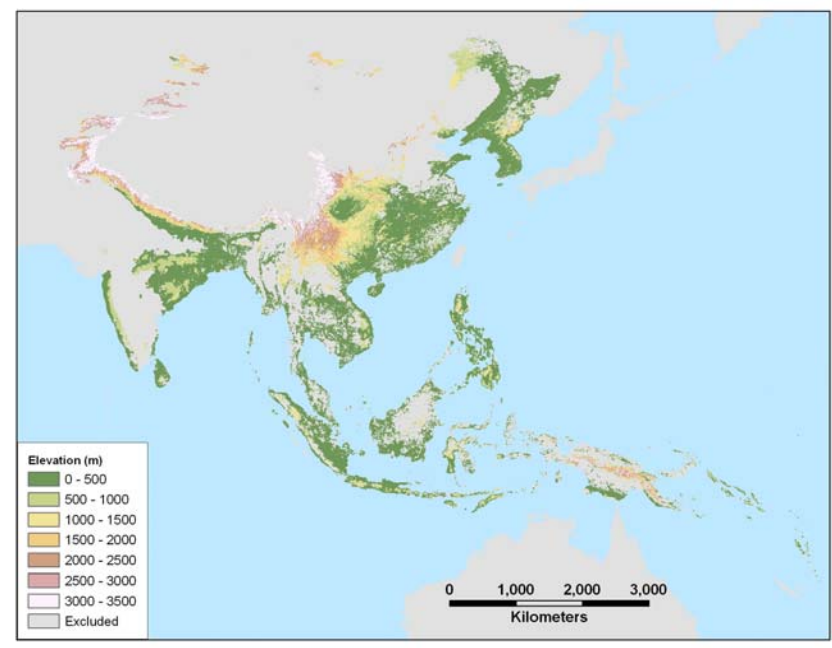 Elevation (m)
0 - 500
500 - 1000
1000 - 1500
1500 - 2000
2000 - 2500
2500 - 3000
3000 - 3500
Excluded
0 1,000 2,000 3,000
Kilometers